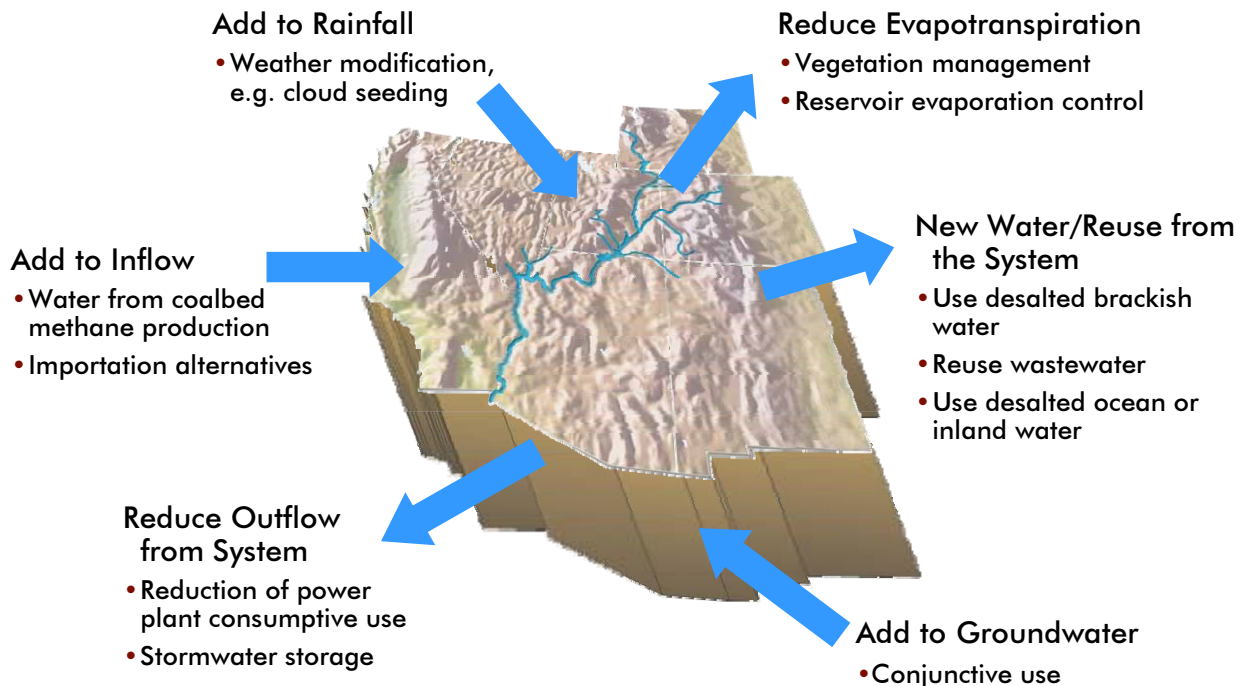 Add to Rainfall
•Weather modification,
e.g. cloud seeding
Reduce Evapotranspiration
•Vegetation management
•Reservoir evaporation control
Add to Inflow
•Water from coalbed
methane production
•Importation alternatives
New Water/Reuse from
the System
•Use desalted brackish
water
•Reuse wastewater
•Use desalted ocean or
inland water
Reduce Outflow
from System
•Reduction of power
plant consumptive use
•Stormwater storage
Add to Groundwater
•Conjunctive use